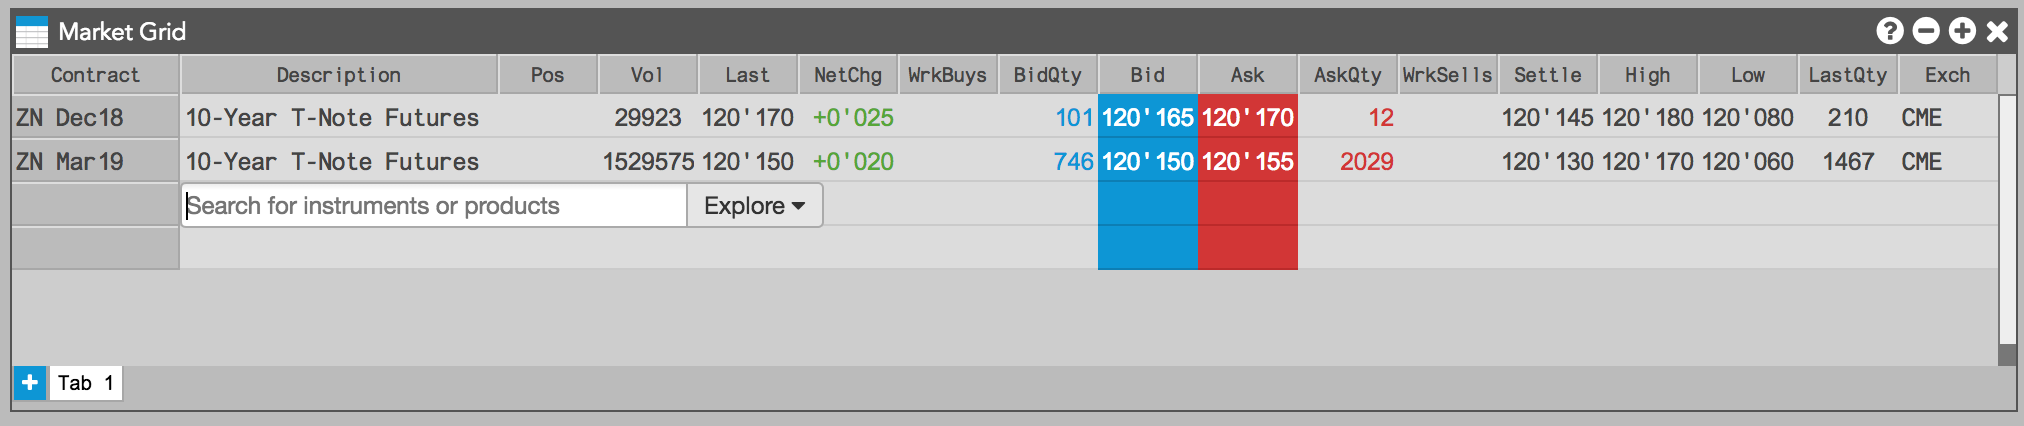 Market Grid
Contract Description Pos Vol Last NetChg WrkBuys BidQty Bid Ask AskQty WrkSells Settle High Low LastQty Exch
ZN Dec18 10-Year T-Note Futures 29923 120'170 +0'025 101 120'165 120'170 12 120'145 120'180 120'080 210 CME
ZN Mar19 10-Year T-Note Futures 1529575 120'150 +0'020 746 120'150 120'155 2029 120'130 120'170 120'060 1467 CME
Search for instruments or products Explore
+ Tab 1